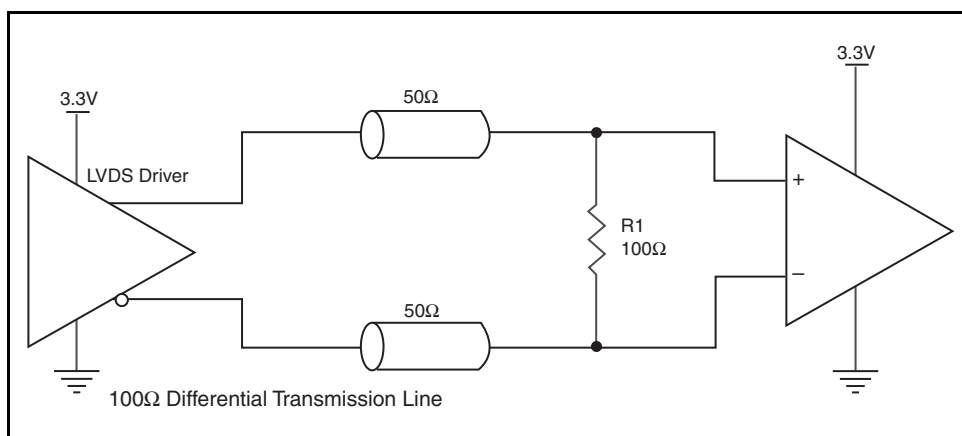 3.3V
3.3V
50Ω
LVDS Driver
+
R1
100Ω
−
50Ω
100Ω Differential Transmission Line